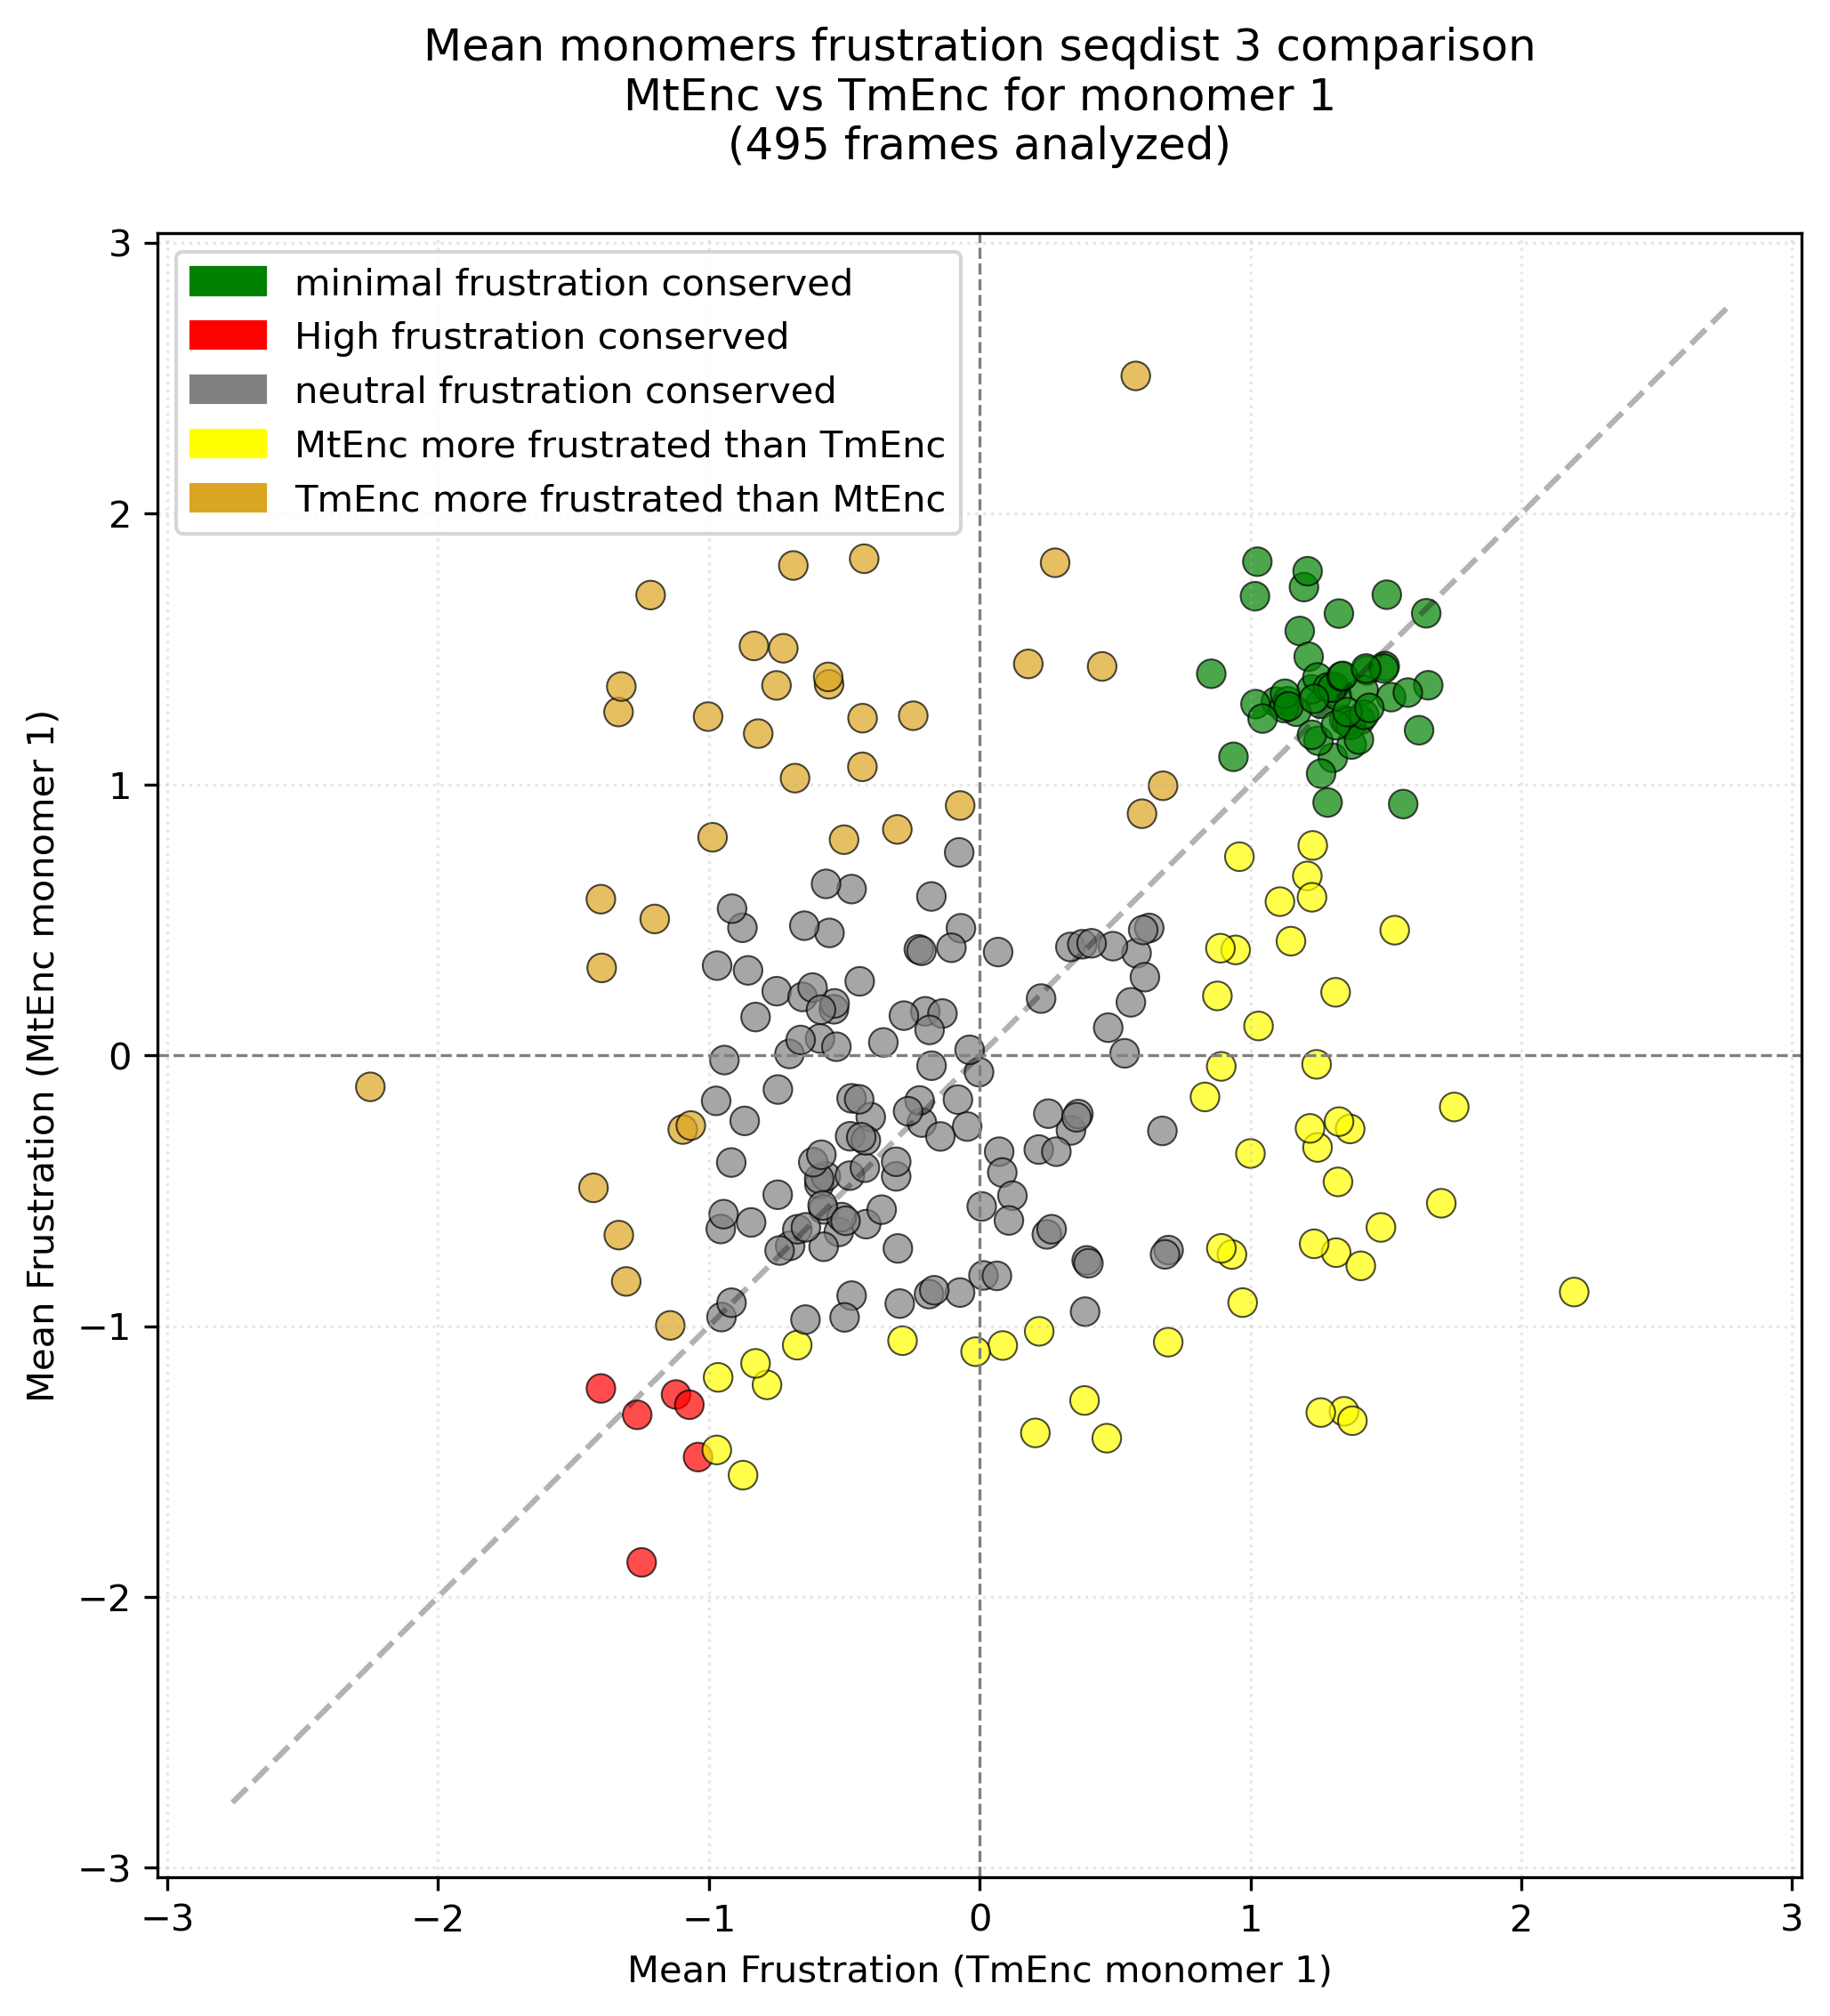 Mean monomers frustration seqdist 3 comparison
MtEnc vs TmEnc for monomer 1
(495 frames analyzed)
minimal frustration conserved
High frustration conserved
neutral frustration conserved
MtEnc more frustrated than TmEnc
TmEnc more frustrated than MtEnc
Mean Frustration (MtEnc monomer 1)
3
2
1
0
−1
−2
−3
−3 −2 −1 0 1 2 3
Mean Frustration (TmEnc monomer 1)